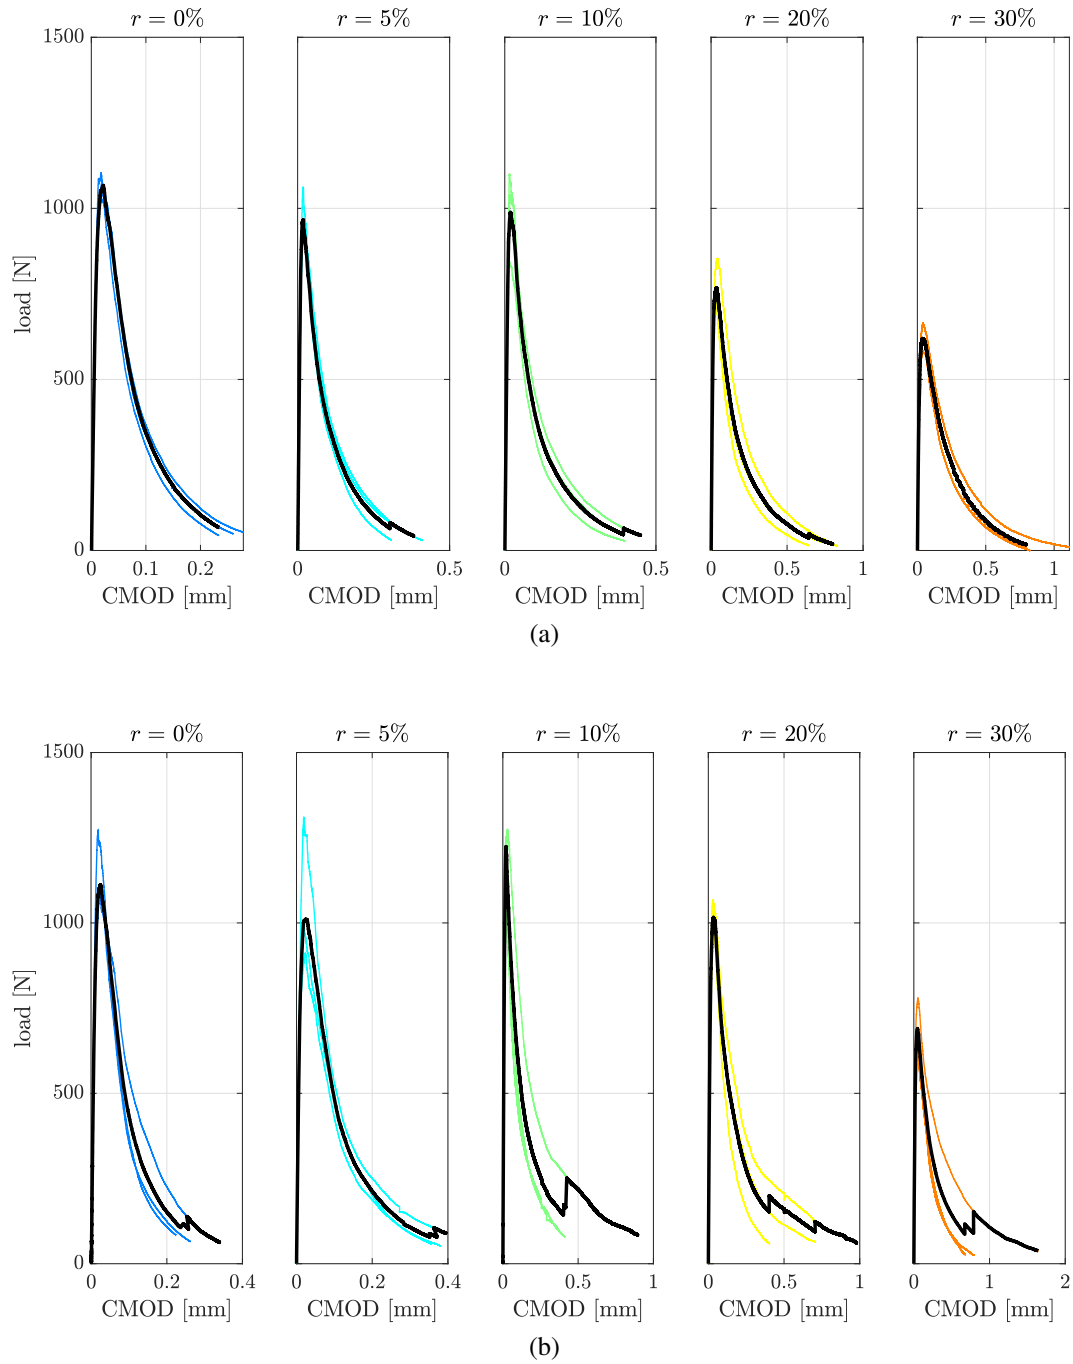 r = 0% r = 5% r = 10% r = 20% r = 30%
1500
1000
500
0
load [N]
0 0.1 0.2 0 0.5 0 0.5 0 0.5 1 0 0.5 1
CMOD [mm] CMOD [mm] CMOD [mm] CMOD [mm] CMOD [mm]
(a)
r = 0% r = 5% r = 10% r = 20% r = 30%
1500
1000
500
0
load [N]
0 0.2 0.4 0 0.2 0.4 0 0.5 1 0 0.5 1 0 1 2
CMOD [mm] CMOD [mm] CMOD [mm] CMOD [mm] CMOD [mm]
(b)